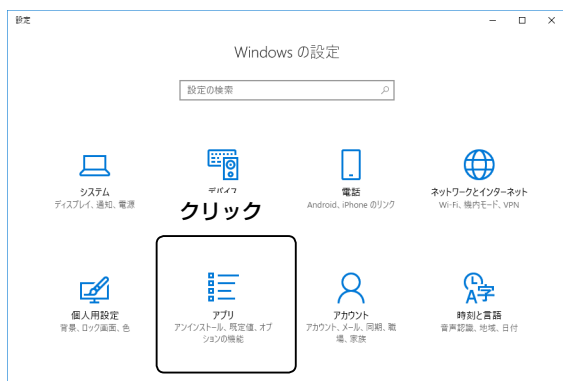 設定
Windows の設定
設定の検索
システム
ディスプレイ、通知、電源
デバイス
クリック
電話
Android、iPhone のリンク
ネットワークとインターネット
Wi-Fi、機内モード、VPN
個人用設定
背景、ロック画面、色
アプリ
アンインストール、既定値、オプ
ションの機能
アカウント
アカウント、メール、同期、職
場、家族
時刻と言語
音声認識、地域、日付